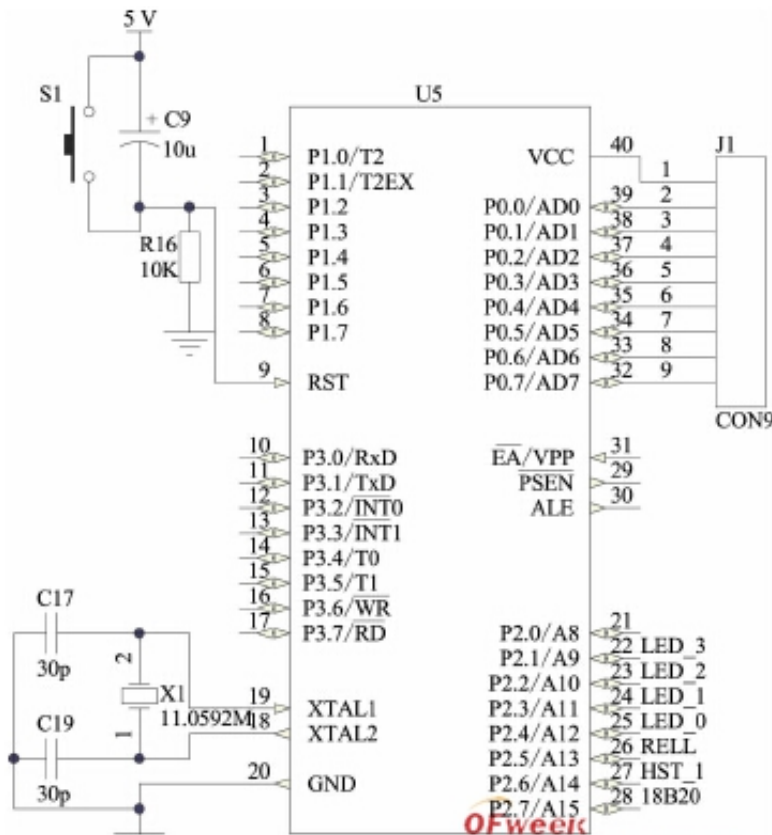 5 V
S1
+ C9
10u
R16
10K
U5
J1
CON9
1 P1.0/T2
2 P1.1/T2EX
3 P1.2
4 P1.3
5 P1.4
6 P1.5
7 P1.6
8 P1.7
9 RST
10 P3.0/RxD
11 P3.1/TxD
12 P3.2/INT0
13 P3.3/INT1
14 P3.4/T0
15 P3.5/T1
16 P3.6/WR
17 P3.7/RD
19 XTAL1
18 XTAL2
20 GND
VCC 40 1
P0.0/AD0 39 2
P0.1/AD1 38 3
P0.2/AD2 37 4
P0.3/AD3 36 5
P0.4/AD4 35 6
P0.5/AD5 34 7
P0.6/AD6 33 8
P0.7/AD7 32 9
EA/VPP 31
PSEN 29
ALE 30
P2.0/A8 21
P2.1/A9 22 LED_3
P2.2/A10 23 LED_2
P2.3/A11 24 LED_1
P2.4/A12 25 LED_0
P2.5/A13 26 RELL
P2.6/A14 27 HST_1
P2.7/A15 28 18B20
C17
30p
2
X1
11.0592M
1
C19
30p
OFweek